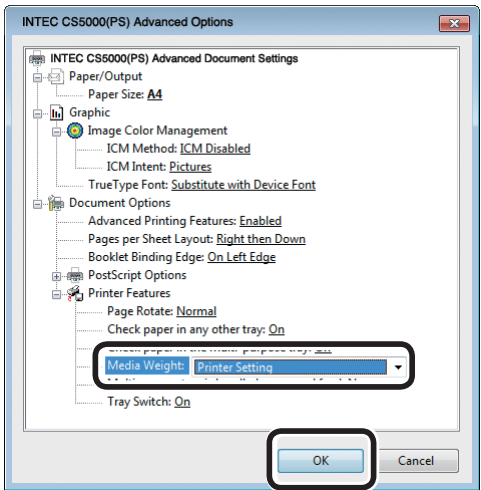 INTEC CS5000(PS) Advanced Options
INTEC CS5000(PS) Advanced Document Settings
Paper/Output
Paper Size: A4
Graphic
Image Color Management
ICM Method: ICM Disabled
ICM Intent: Pictures
TrueType Font: Substitute with Device Font
Document Options
Advanced Printing Features: Enabled
Pages per Sheet Layout: Right then Down
Booklet Binding Edge: On Left Edge
PostScript Options
Printer Features
Page Rotate: Normal
Check paper in any other tray: On
Media Weight: Printer Setting
Tray Switch: On
OK Cancel